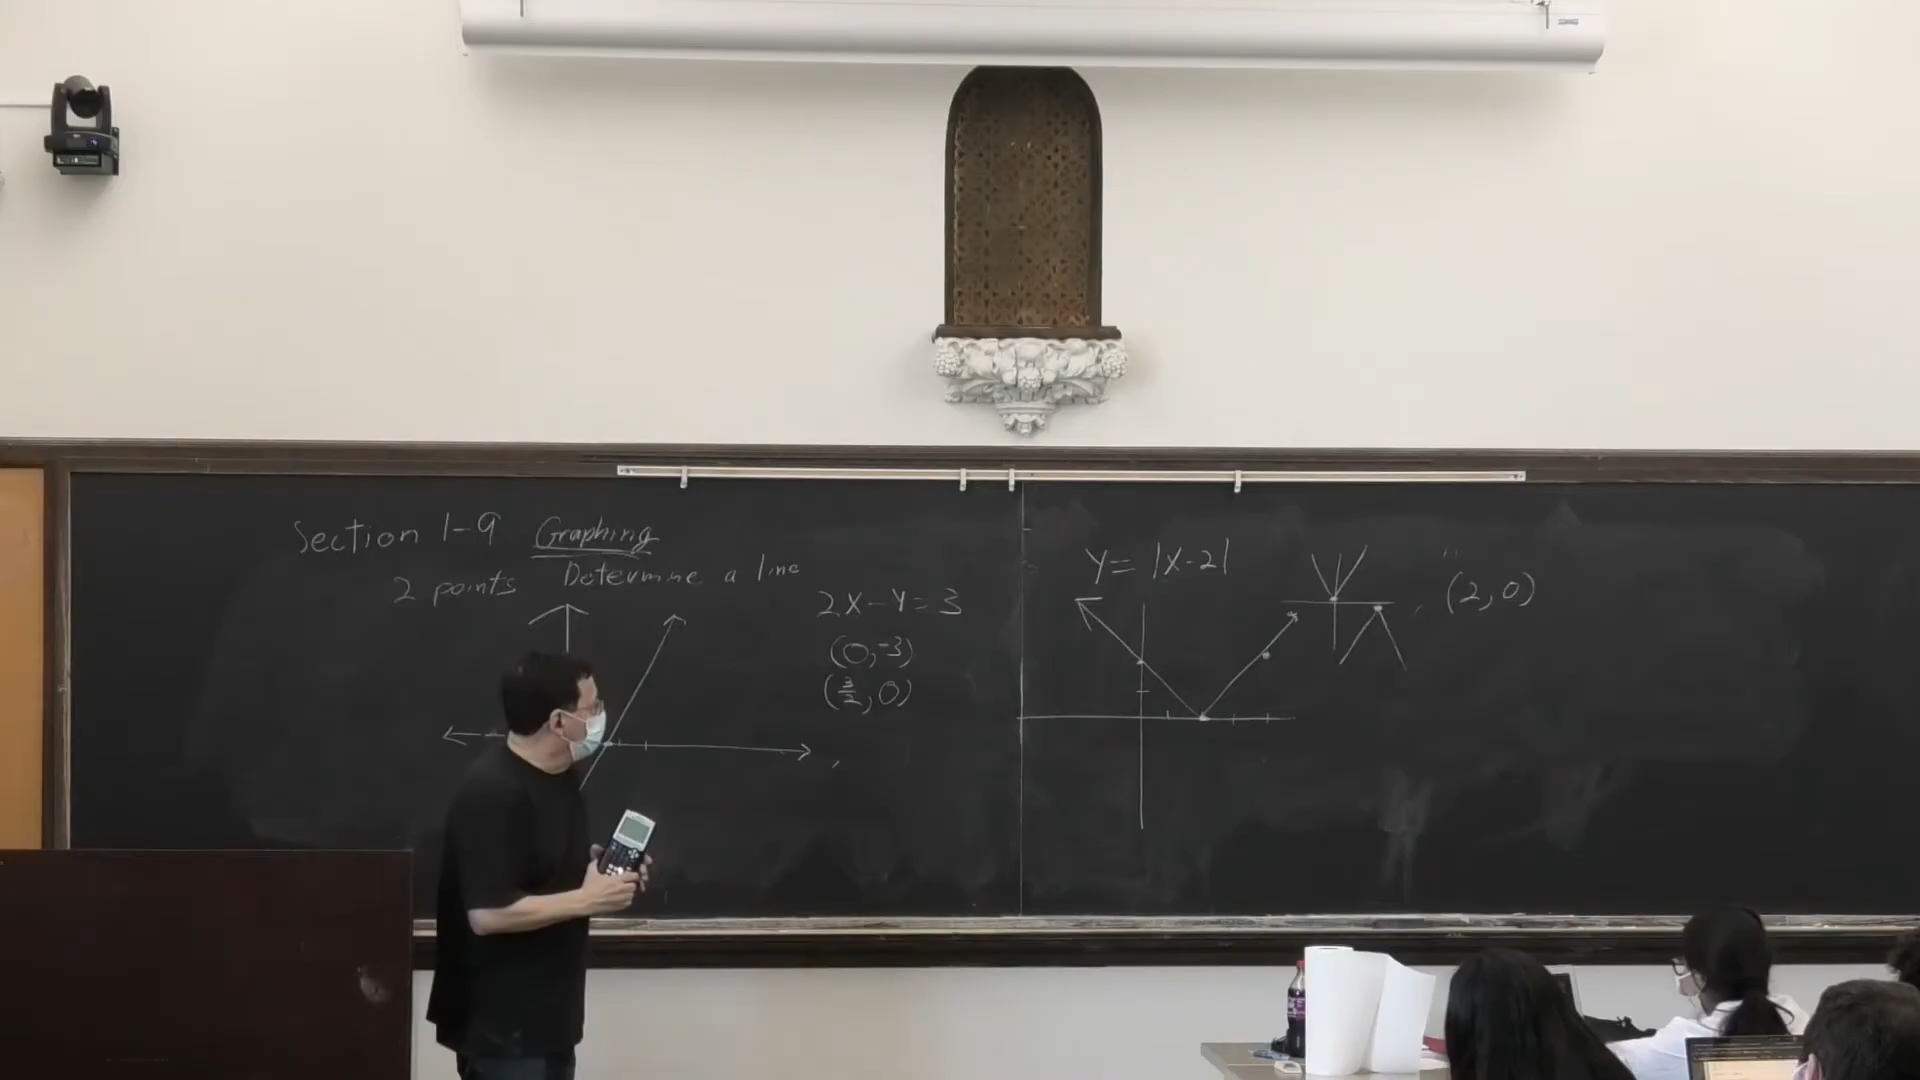 Section 1-9 Graphing
2 points Determine a line
2X-Y=3
(0,-3)
(3/2,0)
Y=|X-2|
(2,0)